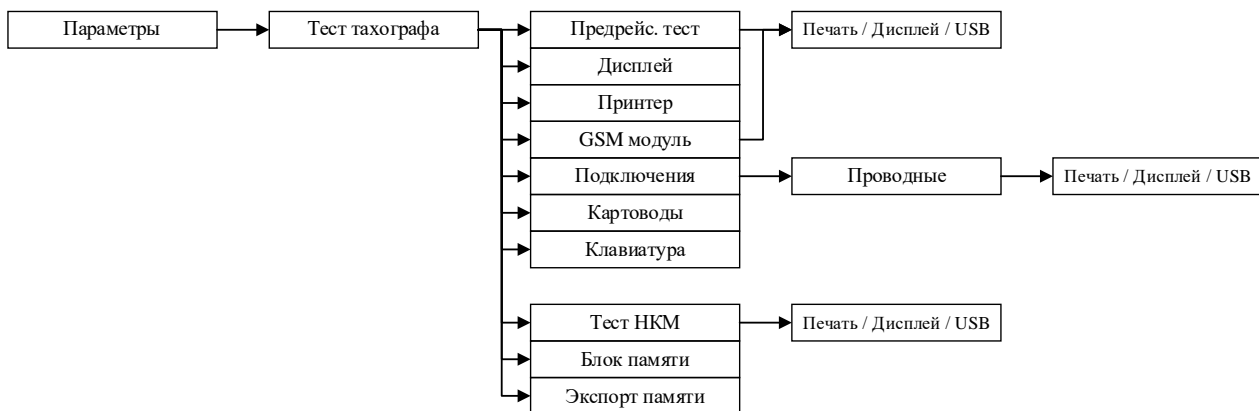 Параметры
Тест тахографа
Предрейс. тест
Печать / Дисплей / USB
Дисплей
Принтер
GSM модуль
Подключения
Проводные
Печать / Дисплей / USB
Картоводы
Клавиатура
Тест НКМ
Печать / Дисплей / USB
Блок памяти
Экспорт памяти